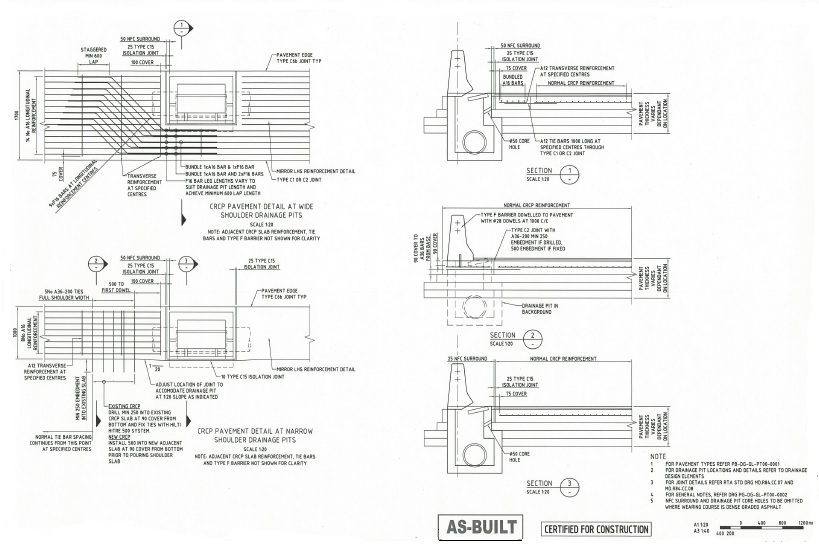 1
50 NFC SURROUND
25 TYPE C15
ISOLATION JOINT
100 COVER
STAGGERED
MIN 600
LAP
PAVEMENT EDGE
TYPE C6b JOINT TYP
14 No A16 LONGITUDINAL
REINFORCEMENT
75
COVER
9xF16 BARS AT LONGITUDINAL
REINFORCEMENT
CENTRES
TRANSVERSE
REINFORCEMENT
AT SPECIFIED
CENTRES
MIRROR LHS REINFORCEMENT DETAIL
TYPE C1 OR C2 JOINT
BUNDLE 1xA16 BAR & 1xF16 BAR
BUNDLE 1xA16 BAR AND 2xF16 BARS
F16 BAR LEG LENGTHS VARY TO
SUIT DRAINAGE PIT LENGTH AND
ACHIEVE MINIMUM 600 LAP LENGTH
CRCP PAVEMENT DETAIL AT WIDE
SHOULDER DRAINAGE PITS
SCALE 1:20
NOTE: ADJACENT CRCP SLAB REINFORCEMENT, TIE
BARS AND TYPE F BARRIER NOT SHOWN FOR CLARITY
2
3
50 NFC SURROUND
25 TYPE C15
ISOLATION JOINT
100 COVER
500 TO
FIRST DOWEL
25 TYPE C15
ISOLATION JOINT
5No A36-200 TIES
FULL SHOULDER WIDTH
PAVEMENT EDGE
TYPE C6b JOINT TYP
1000
8No A16
LONGITUDINAL
REINFORCEMENT
A12 TRANSVERSE
REINFORCEMENT AT
SPECIFIED CENTRES
MIN 250 EMBEDMENT
INTO EXISTING SLAB
1
20
MIRROR LHS REINFORCEMENT DETAIL
10 TYPE C15 ISOLATION JOINT
ADJUST LOCATION OF JOINT TO
ACCOMODATE DRAINAGE PIT
AT 1:20 SLOPE AS INDICATED
EXISTING CRCP
DRILL MIN 250 INTO EXISTING
CRCP SLAB AT 90 COVER FROM
BOTTOM AND FIX TIES WITH HILTI
HITRE 500 SYSTEM.
NEW CRCP
INSTALL 500 INTO NEW ADJACENT
SLAB AT 90 COVER FROM BOTTOM
PRIOR TO POURING SHOULDER
SLAB
NORMAL TIE BAR SPACING
CONTINUES FROM THIS POINT
AT SPECIFIED CENTRES
CRCP PAVEMENT DETAIL AT NARROW
SHOULDER DRAINAGE PITS
SCALE 1:20
NOTE: ADJACENT CRCP SLAB REINFORCEMENT, TIE BARS
AND TYPE F BARRIER NOT SHOWN FOR CLARITY
50 NFC SURROUND
25 TYPE C15
ISOLATION JOINT
75 COVER
BUNDLED
A16 BARS
A12 TRANSVERSE REINFORCEMENT
AT SPECIFIED CENTRES
NORMAL CRCP REINFORCEMENT
PAVEMENT
THICKNESS
VARIES
DEPENDANT
ON LOCATION
ø50 CORE
HOLE
A12 TIE BARS 1000 LONG AT
SPECIFIED CENTRES THROUGH
TYPE C1 OR C2 JOINT
SECTION 1
SCALE 1:20
NORMAL CRCP REINFORCEMENT
TYPE F BARRIER DOWELLED TO PAVEMENT
WITH #28 DOWELS AT 1000 C/C
TYPE C2 JOINT WITH
A36-200 MIN 250
EMBEDMENT IF DRILLED,
500 EMBEDMENT IF FIXED.
90 COVER TO
A36 BARS
FROM BASE
90 COVER
PAVEMENT
THICKNESS
VARIES
DEPENDANT
ON LOCATION
DRAINAGE PIT IN
BACKGROUND
SECTION 2
SCALE 1:20
25 NFC SURROUND
NORMAL CRCP REINFORCEMENT
25 TYPE C15
ISOLATION JOINT
75 COVER
PAVEMENT
THICKNESS
VARIES
DEPENDANT
ON LOCATION
ø50 CORE
HOLE
SECTION 3
SCALE 1:20
NOTE
1 FOR PAVEMENT TYPES REFER PB-DG-GL-PT00-0001
2 FOR DRAINAGE PIT LOCATIONS AND DETAILS REFER TO DRAINAGE
DESIGN ELEMENTS
3 FOR JOINT DETAILS REFER RTA STD DRG MD.R84.CC.07 AND
MD.R84.CC.08
4 FOR GENERAL NOTES, REFER DRG PG-DG-GL-PT00-0002
5 NFC SURROUND AND DRAINAGE PIT CORE HOLES TO BE OMITTED
WHERE WEARING COURSE IS DENSE GRADED ASPHALT
AS-BUILT
CERTIFIED FOR CONSTRUCTION
A1 1:20
A3 1:40
400 200
0 400 800 1200mm